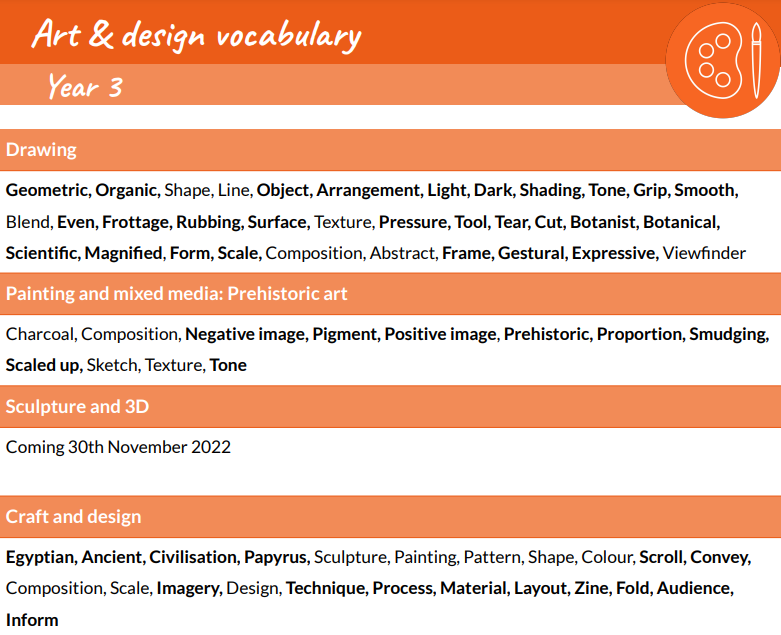 Art & design vocabulary
Year 3
Drawing
Geometric, Organic, Shape, Line, Object, Arrangement, Light, Dark, Shading, Tone, Grip, Smooth,
Blend, Even, Frottage, Rubbing, Surface, Texture, Pressure, Tool, Tear, Cut, Botanist, Botanical,
Scientific, Magnified, Form, Scale, Composition, Abstract, Frame, Gestural, Expressive, Viewfinder
Painting and mixed media: Prehistoric art
Charcoal, Composition, Negative image, Pigment, Positive image, Prehistoric, Proportion, Smudging,
Scaled up, Sketch, Texture, Tone
Sculpture and 3D
Coming 30th November 2022
Craft and design
Egyptian, Ancient, Civilisation, Papyrus, Sculpture, Painting, Pattern, Shape, Colour, Scroll, Convey,
Composition, Scale, Imagery, Design, Technique, Process, Material, Layout, Zine, Fold, Audience,
Inform